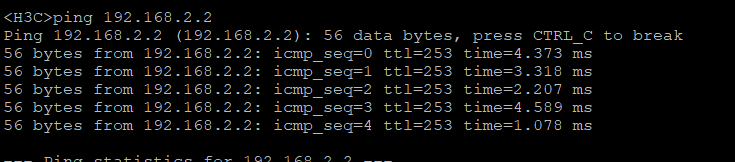 <H3C>ping 192.168.2.2
Ping 192.168.2.2 (192.168.2.2): 56 data bytes, press CTRL_C to break
56 bytes from 192.168.2.2: icmp_seq=0 ttl=253 time=4.373 ms
56 bytes from 192.168.2.2: icmp_seq=1 ttl=253 time=3.318 ms
56 bytes from 192.168.2.2: icmp_seq=2 ttl=253 time=2.207 ms
56 bytes from 192.168.2.2: icmp_seq=3 ttl=253 time=4.589 ms
56 bytes from 192.168.2.2: icmp_seq=4 ttl=253 time=1.078 ms
--- Ping statistics for 192.168.2.2 ---